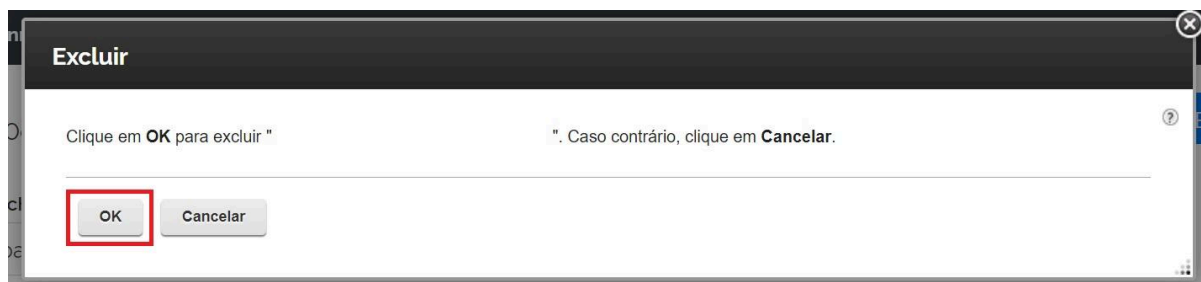 Excluir
Clique em OK para excluir " ". Caso contrário, clique em Cancelar.
OK Cancelar